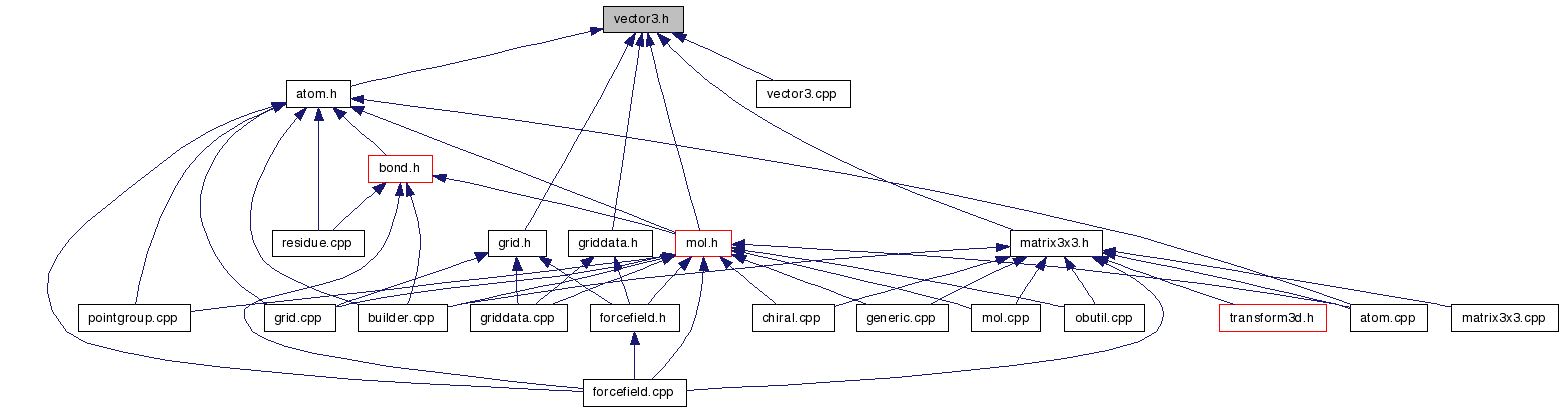 vector3.h
atom.h
vector3.cpp
bond.h
residue.cpp
grid.h
griddata.h
mol.h
matrix3x3.h
pointgroup.cpp
grid.cpp
builder.cpp
griddata.cpp
forcefield.h
chiral.cpp
generic.cpp
mol.cpp
obutil.cpp
transform3d.h
atom.cpp
matrix3x3.cpp
forcefield.cpp